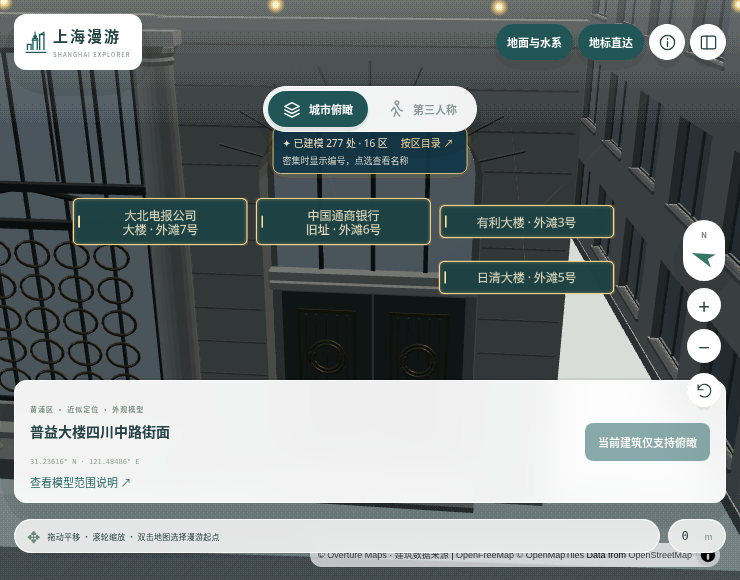 上海漫游
SHANGHAI EXPLORER
地面与水系
地标直达
城市俯瞰
第三人称
✦ 已建模 277 处 · 16 区 按区目录 ↗
密集时显示编号，点选查看名称
大北电报公司
大楼 · 外滩7号
中国通商银行
旧址 · 外滩6号
有利大楼 · 外滩3号
日清大楼 · 外滩5号
N
+
−
黄浦区 · 近似定位 · 外观模型
普益大楼四川中路街面
31.23616° N · 121.48486° E
查看模型范围说明 ↗
当前建筑仅支持俯瞰
拖动平移 · 滚轮缩放 · 双击地图选择漫游起点
0 m
© Overture Maps · 建筑数据来源 | OpenFreeMap © OpenMapTiles Data from OpenStreetMap